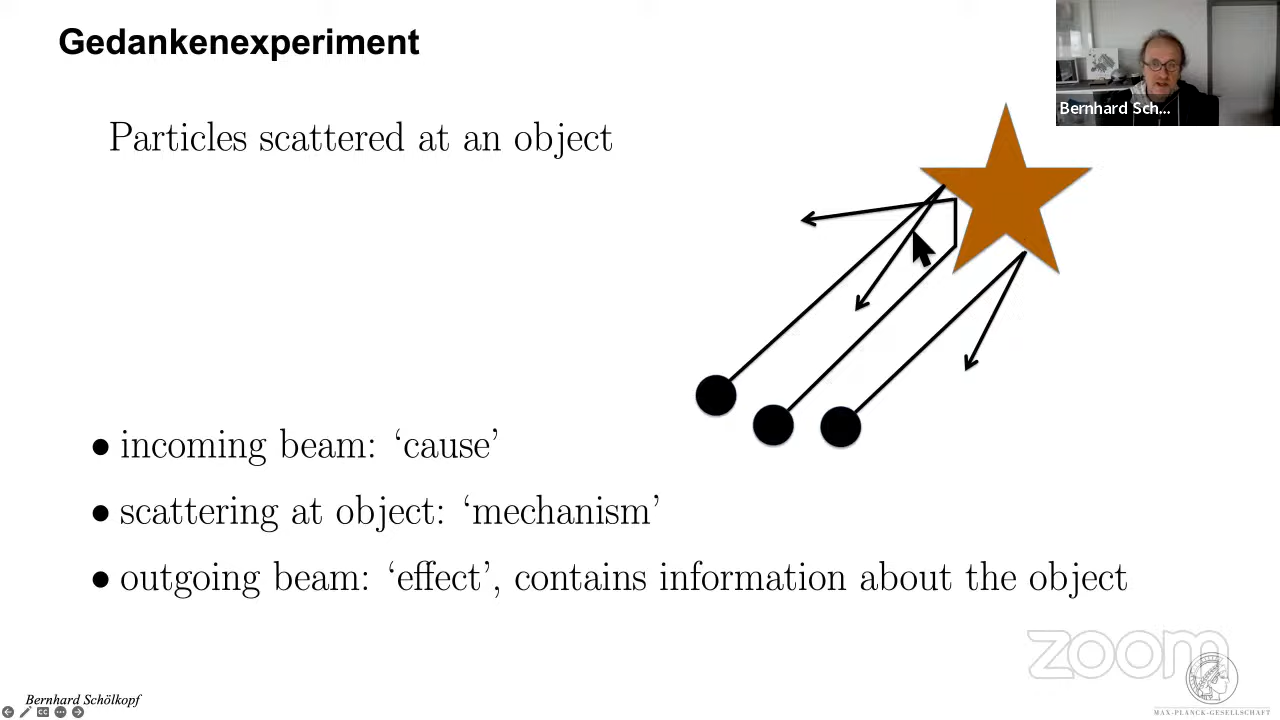 Gedankenexperiment
Bernhard Sch...
Particles scattered at an object
• incoming beam: ‘cause’
• scattering at object: ‘mechanism’
• outgoing beam: ‘effect’, contains information about the object
zoom
Bernhard Schölkopf
MAX-PLANCK-GESELLSCHAFT